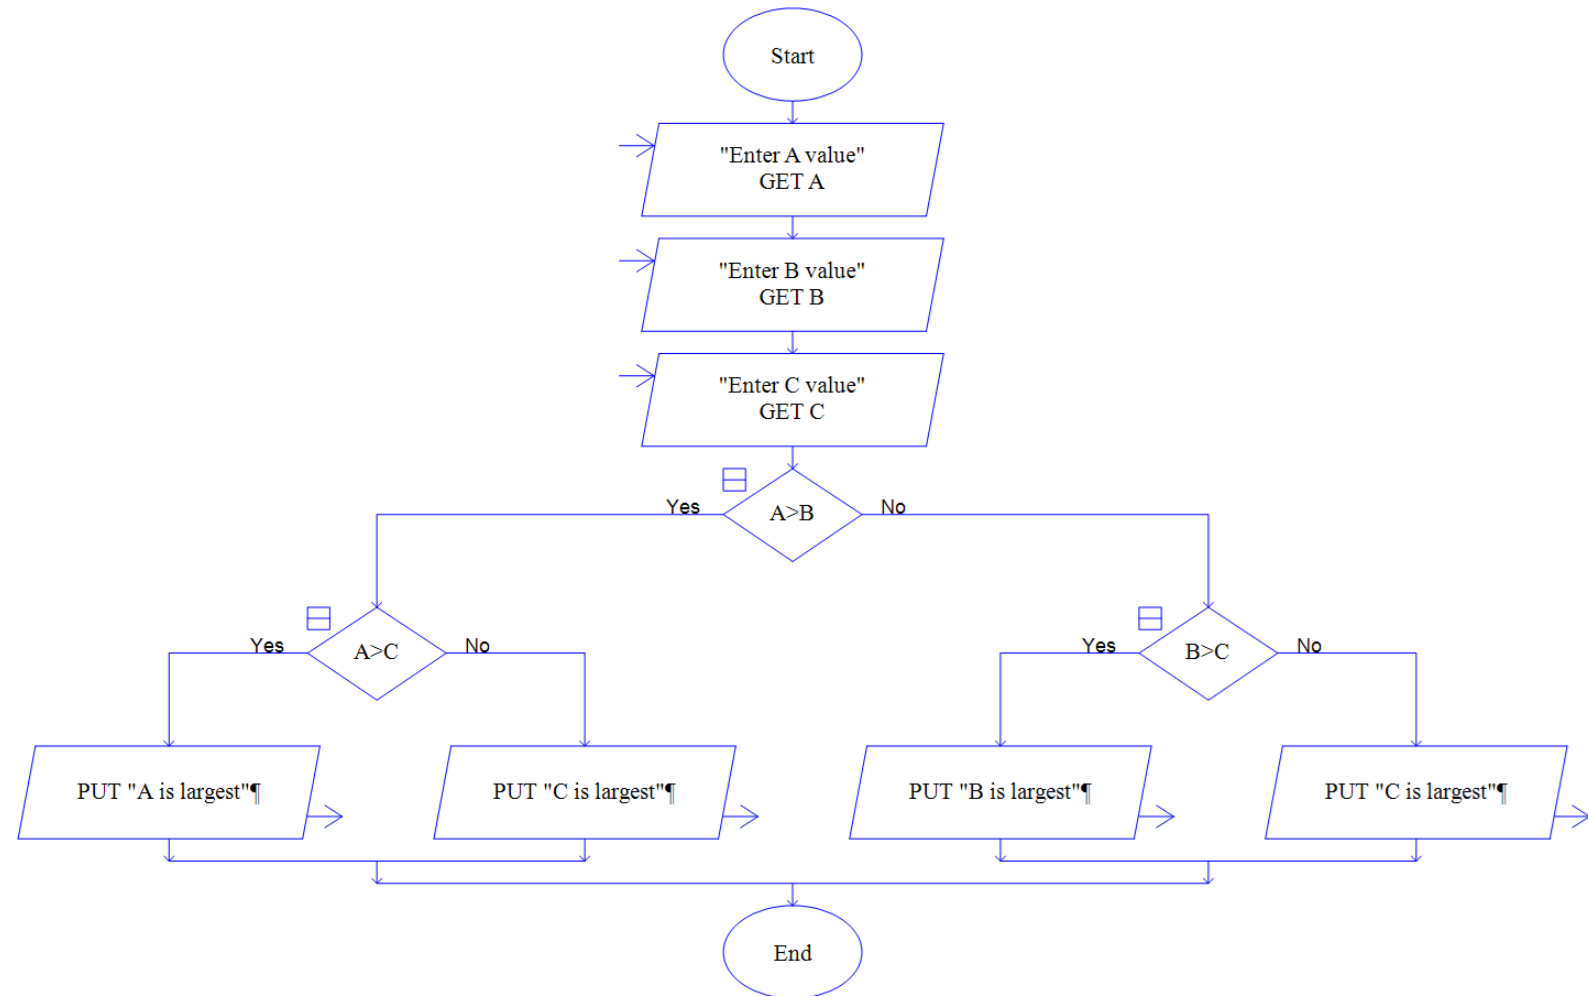 Start
"Enter A value"
GET A
"Enter B value"
GET B
"Enter C value"
GET C
Yes
A>B
No
Yes
A>C
No
Yes
B>C
No
PUT "A is largest"¶
PUT "C is largest"¶
PUT "B is largest"¶
PUT "C is largest"¶
End